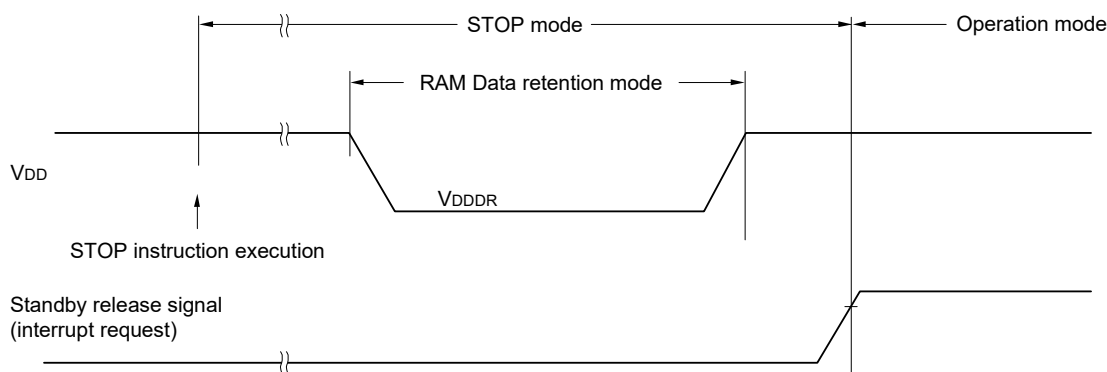 STOP mode
Operation mode
RAM Data retention mode
VDD
VDDDR
STOP instruction execution
Standby release signal
(interrupt request)